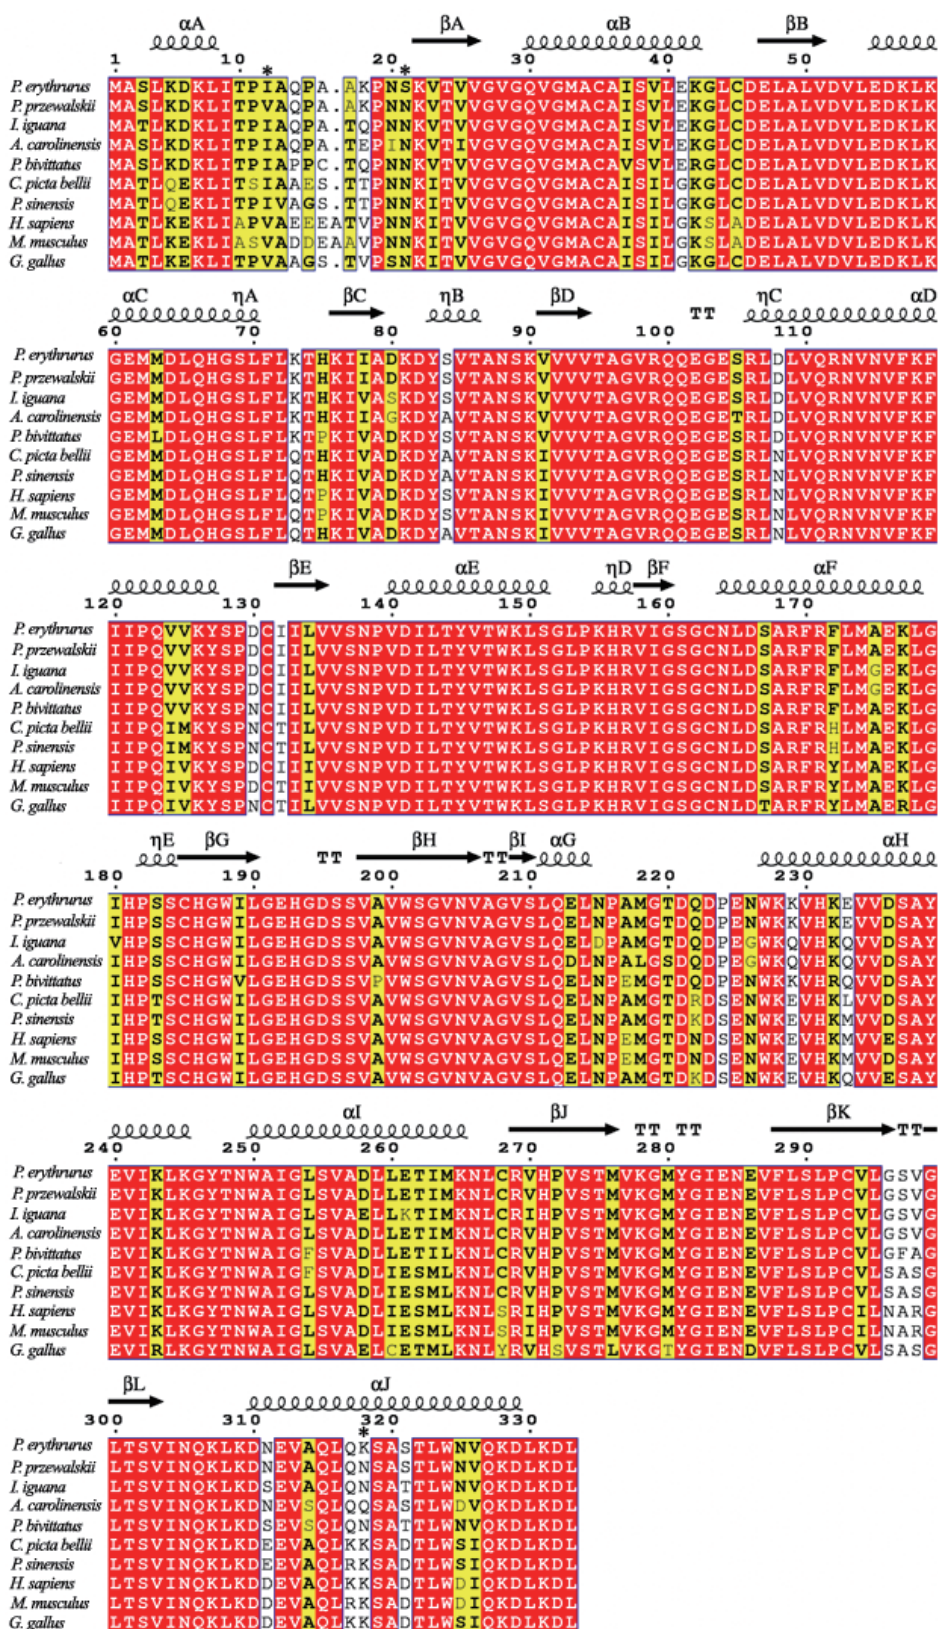 αA βA αB βB
1 10 20 30 40 50
* *
P. erythrurus MASLKDKLITPIAQPA.AKPNSKVTVVGVGQVGMACAISVLEKGLCDELALVDVLEDKLK
P. przewalskii MATLKDKLITPIAQPA.AKPNNKVTVVGVGQVGMACAISVLEKGLCDELALVDVLEDKLK
I. iguana MATLKDKLITPIAQPA.TQPNNKVTVVGVGQVGMACAISVLEKGLCDELALVDVLEDKLK
A. carolinensis MASLKDKLITPIAQPA.TEPINKVTIVGVGQVGMACAISVLEKGLCDELALVDVLEDKLK
P. bivittatus MASLKDKLITPIAPPC.TQPNNKVTVVGVGQVGMACAVSVLERGLCDELALVDVLEDKLK
C. picta bellii MATLQEKLITSIAAES.TTPNNKITVVGVGQVGMACAISILGKGLCDELALVDVLEDKLK
P. sinensis MATLQEKLITPIVAGS.TTPNNKITVVGVGQVGMACAISILGKGLCDELALVDVLEDKLK
H. sapiens MATLKEKLIAPVAEEEATVPNNKITVVGVGQVGMACAISILGKSLADELALVDVLEDKLK
M. musculus MATLKEKLIASVADDEAAVPNNKITVVGVGQVGMACAISILGKSLADELALVDVLEDKLK
G. gallus MATLKEKLITPVAAGS.TVPSNKITVVGVGQVGMACAISILGKGLCDELALVDVLEDKLK
αC ηA βC ηB βD TT ηC αD
60 70 80 90 100 110
P. erythrurus GEMMDLQHGSLFLKTHKIIADKDYSVTANSKVVVVTAGVRQQEGESRLDLVQRNVNVFKF
P. przewalskii GEMMDLQHGSLFLKTHKIIADKDYSVTANSKVVVVTAGVRQQEGESRLDLVQRNVNVFKF
I. iguana GEMMDLQHGSLFLKTHKIVASKDYSVTANSKVVVVTAGVRQQEGESRLDLVQRNVNVFKF
A. carolinensis GEMMDLQHGSLFLKTHKIAGKDYAVTANSKVVVVTAGVRQQEGETRLDLVQRNVNVFKF
P. bivittatus GEMLDLQHGSLFLKTPKIVADKDYSVTANSKVVVVTAGVRQQEGESRLDLVQRNVNVFKF
C. picta bellii GEMMDLQHGSLFLQTHKIVADKDYAVTANSKIVVVTAGVRQQEGESRLNLVQRNVNVFKF
P. sinensis GEMMDLQHGSLFLQTHKIVADKDYAVTANSKIVVVTAGVRQQEGESRLNLVQRNVNVFKF
H. sapiens GEMMDLQHGSLFLQTPKIVADKDYSVTANSKIVVVTAGVRQQEGESRLNLVQRNVNVFKF
M. musculus GEMMDLQHGSLFLQTPKIVADKDYSVTANSKIVVVTAGVRQQEGESRLNLVQRNVNVFKF
G. gallus GEMMDLQHGSLFLQTHKIVADKDYAVTANSKIVVVTAGVRQQEGESRLNLVQRNVNVFKF
βE αE ηD βF αF
120 130 140 150 160 170
P. erythrurus IIPQVVKYSPDCIILVVSNPVDILTYVTWKLSGLPKHRVIGSGCNLDSARFRFLMAEKLG
P. przewalskii IIPQVVKYSPDCIILVVSNPVDILTYVTWKLSGLPKHRVIGSGCNLDSARFRFLMAEKLG
I. iguana IIPQVVKYSPDCIILVVSNPVDILTYVTWKLSGLPKHRVIGSGCNLDSARFRFLMGEKLG
A. carolinensis IIPQVVKYSPDCIILVVSNPVDILTYVTWKLSGLPKHRVIGSGCNLDSARFRFLMGEKLG
P. bivittatus IIPQVVKYSPNCIILVVSNPVDILTYVTWKLSGLPKHRVIGSGCNLDSARFRFLMAEKLG
C. picta bellii IIPQIMKYSPNCTILVVSNPVDILTYVTWKLSGLPKHRVIGSGCNLDSARFRHLMAEKLG
P. sinensis IIPQIMKYSPNCTILVVSNPVDILTYVTWKLSGLPKHRVIGSGCNLDSARFRHLMAEKLG
H. sapiens IIPQIVKYSPNCTIIVVSNPVDILTYVTWKLSGLPKHRVIGSGCNLDSARFRYLMAEKLG
M. musculus IIPQIVKYSPDCTIIVVSNPVDILTYVTWKLSGLPKHRVIGSGCNLDSARFRYLMAEKLG
G. gallus IIPQIVKYSPNCTILVVSNPVDILTYVTWKLSGLPKHRVIGSGCNLDTARFRYLMAERLG
ηE βG TT βH TT βI αG αH
180 190 200 210 220 230
P. erythrurus IHPSSCHGWILGEHGDSSVAVWSGVNVAGVSLQELNPAMGTDQDPENWKKVHKEVVDSAY
P. przewalskii IHPSSCHGWILGEHGDSSVAVWSGVNVAGVSLQELNPAMGTDQDPENWKKVHKEVVDSAY
I. iguana VHPSSCHGWILGEHGDSSVAVWSGVNVAGVSLQELDPAMGTDQDPEGWKQVHKQVVDSAY
A. carolinensis IHPSSCHGWILGEHGDSSVAVWSGVNVAGVSLQDLNPALGSDQDPEGWKQVHKQVVDSAY
P. bivittatus IHPSSCHGWVLGEHGDSSVPVWSGVNVAGVSLQELNPEMGTDQDPENWKKVHRQVVDSAY
C. picta bellii IHPTSCHGWILGEHGDSSVAVWSGVNVAGVSLQELNPAMGTDRDSENWKEVHKLVVDSAY
P. sinensis IHPTSCHGWILGEHGDSSVAVWSGVNVAGVSLQELNPAMGTDKDSENWKEVHKMVVDSAY
H. sapiens IHPSSCHGWILGEHGDSSVAVWSGVNVAGVSLQELNPEMGTDNDSENWKEVHKMVVESAY
M. musculus IHPSSCHGWILGEHGDSSVAVWSGVNVAGVSLQELNPEMGTDNDSENWKEVHKMVVDSAY
G. gallus IHPTSCHGWILGEHGDSSVAVWSGVNVAGVSLQELNPAMGTDKDSENWKEVHKQVVESAY
αI βJ TT TT βK TT
240 250 260 270 280 290
P. erythrurus EVIKLKGYTNWAIGLSVADLLETIMKNLCRVHPVSTMVKGMYGIENEVFLSLPCVLGSVG
P. przewalskii EVIKLKGYTNWAIGLSVADLLETIMKNLCRVHPVSTMVKGMYGIENEVFLSLPCVLGSVG
I. iguana EVIKLKGYTNWAIGLSVAELLKTIMKNLCRIHPVSTMVKGMYGIENEVFLSLPCVLGSVG
A. carolinensis EVIKLKGYTNWAIGLSVADLLETIMKNLCRVHPVSTMVKGMYGIENEVFLSLPCVLGSVG
P. bivittatus EVIKLKGYTNWAIGFSVADLLETILKNLCRVHPVSTMVKGMYGIENEVFLSLPCVLGFAG
C. picta bellii EVIKLKGYTNWAIGFSVADLIESMLKNLCRVHPVSTMVKGMYGIENEVFLSLPCVLSASG
P. sinensis EVIKLKGYTNWAIGLSVADLIESMLKNLCRVHPVSTMVKGMYGIENEVFLSLPCVLSASG
H. sapiens EVIKLKGYTNWAIGLSVADLIESMLKNLSRIHPVSTMVKGMYGIENEVFLSLPCILNARG
M. musculus EVIKLKGYTNWAIGLSVADLIESMLKNLSRIHPVSTMVKGMYGIENEVFLSLPCILNARG
G. gallus EVIRLKGYTNWAIGLSVAELCETMLKNLYRVHSVSTLVKGTYGIENDVFLSLPCVLSASG
βL αJ
300 310 320 330
*
P. erythrurus LTSVINQKLKDNEVAQLQKSASTLWNVQKDLKDL
P. przewalskii LTSVINQKLKDNEVAQLQNSASTLWNVQKDLKDL
I. iguana LTSVINQKLKDSEVAQLQNSATTLWNVQKDLKDL
A. carolinensis LTSVINQKLKDNEVSQLQQSASTLWDVQKDLKDL
P. bivittatus LTSVINQKLKDSEVSQLQNSATTLWNVQKDLKDL
C. picta bellii LTSVINQKLKDEEVAQLKKSADTLWSIQKDLKDL
P. sinensis LTSVINQKLKDEEVAQLRKSADTLWSIQKDLKDL
H. sapiens LTSVINQKLKDDEVAQLKKSADTLWDIQKDLKDL
M. musculus LTSVINQKLKDDEVAQLRKSADTLWDIQKDLKDL
G. gallus LTSVINQKLKDDEVAQLKKSADTLWSIQKDLKDL